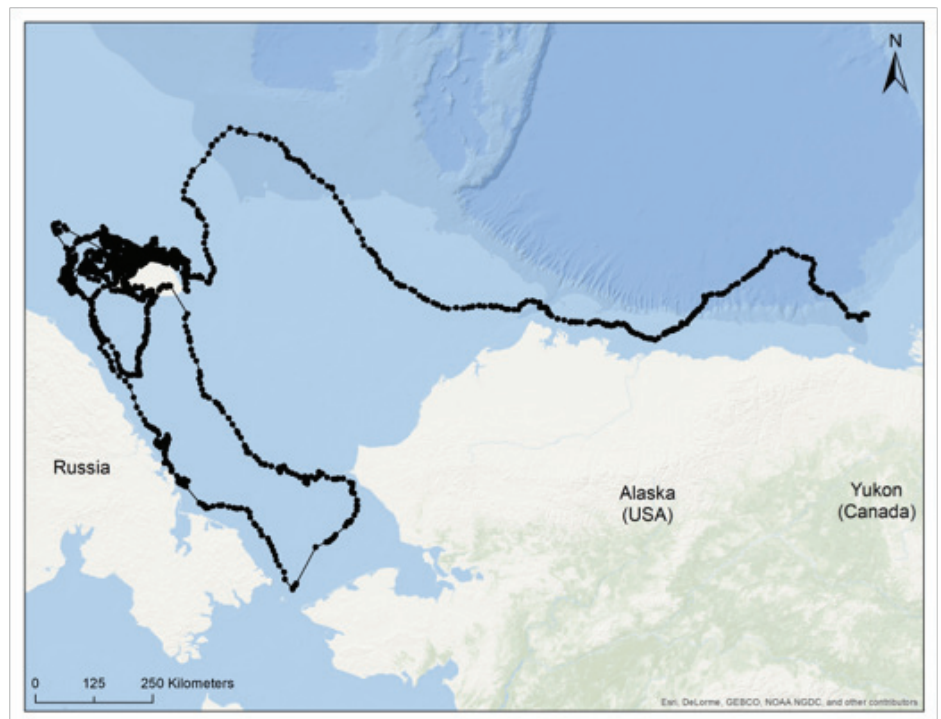 N
Russia
Alaska
(USA)
Yukon
(Canada)
0 125 250 Kilometers
Esri, DeLorme, GEBCO, NOAA NGDC, and other contributors